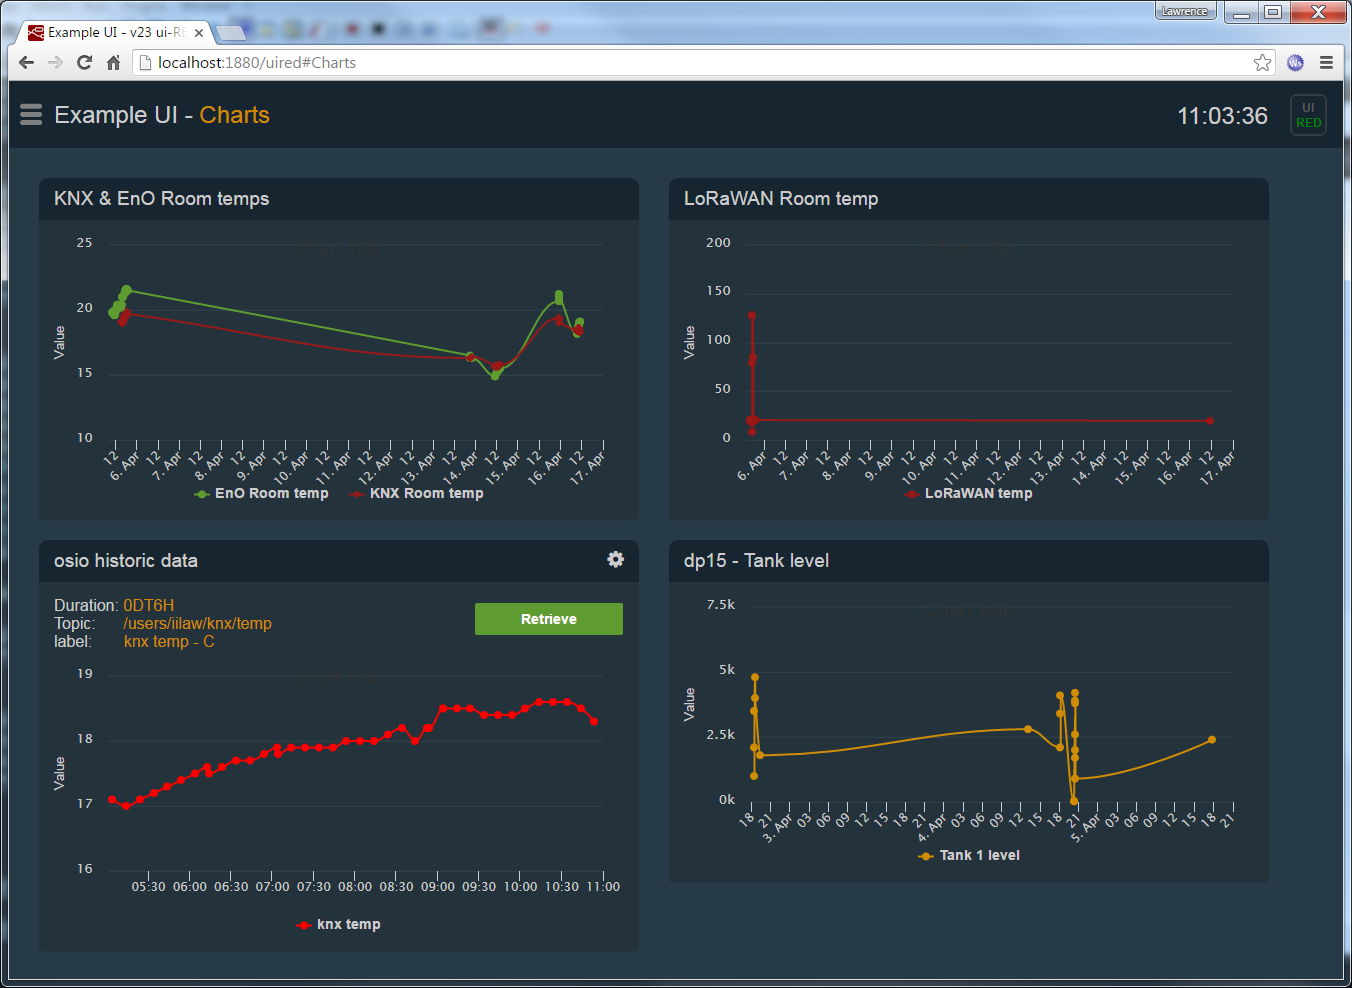 Lawrence
Example UI - v23 ui-RE
localhost:1880/uired#Charts
Ws
Example UI - Charts
11:03:36
UI
RED
KNX & EnO Room temps
25
20
15
10
Value
12 6. Apr 12 7. Apr 12 8. Apr 12 9. Apr 12 10. Apr 12 11. Apr 12 12. Apr 12 13. Apr 12 14. Apr 12 15. Apr 12 16. Apr 12 17. Apr
EnO Room temp KNX Room temp
LoRaWAN Room temp
Chart title
200
150
100
50
0
Value
6. Apr 12 7. Apr 12 8. Apr 12 9. Apr 12 10. Apr 12 11. Apr 12 12. Apr 12 13. Apr 12 14. Apr 12 15. Apr 12 16. Apr 12 17. Apr
LoRaWAN temp
osio historic data
Duration: 0DT6H
Topic: /users/iilaw/knx/temp
label: knx temp - C
Retrieve
19
18
17
16
Value
05:30 06:00 06:30 07:00 07:30 08:00 08:30 09:00 09:30 10:00 10:30 11:00
knx temp
dp15 - Tank level
7.5k
5k
2.5k
0k
Value
18 21 3. Apr 03 06 09 12 15 18 21 4. Apr 03 06 09 12 15 18 21 5. Apr 03 06 09 12 15 18 21
Tank 1 level